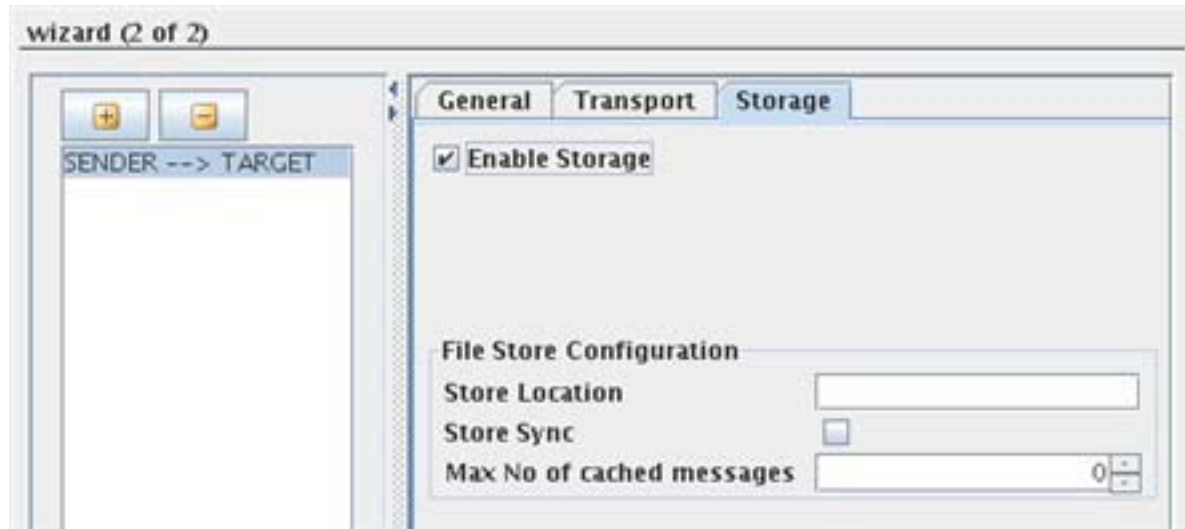 wizard (2 of 2)
SENDER --> TARGET
General Transport Storage
Enable Storage
File Store Configuration
Store Location
Store Sync
Max No of cached messages 0